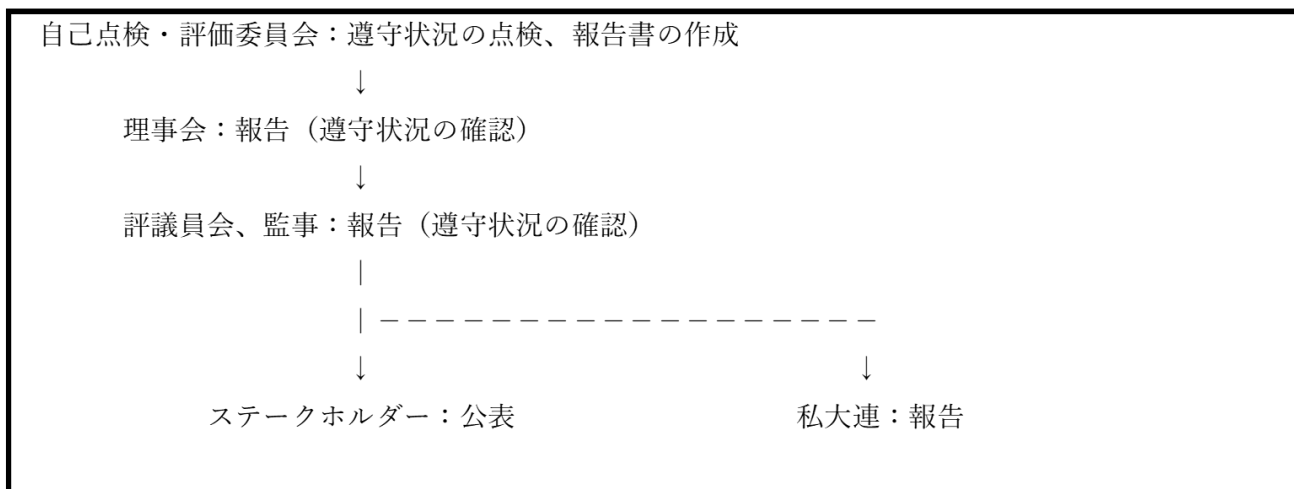 自己点検・評価委員会：遵守状況の点検、報告書の作成
↓
理事会：報告（遵守状況の確認）
↓
評議員会、監事：報告（遵守状況の確認）
｜
｜－－－－－－－－－－－－－－－－－－
↓ ↓
ステークホルダー：公表 私大連：報告